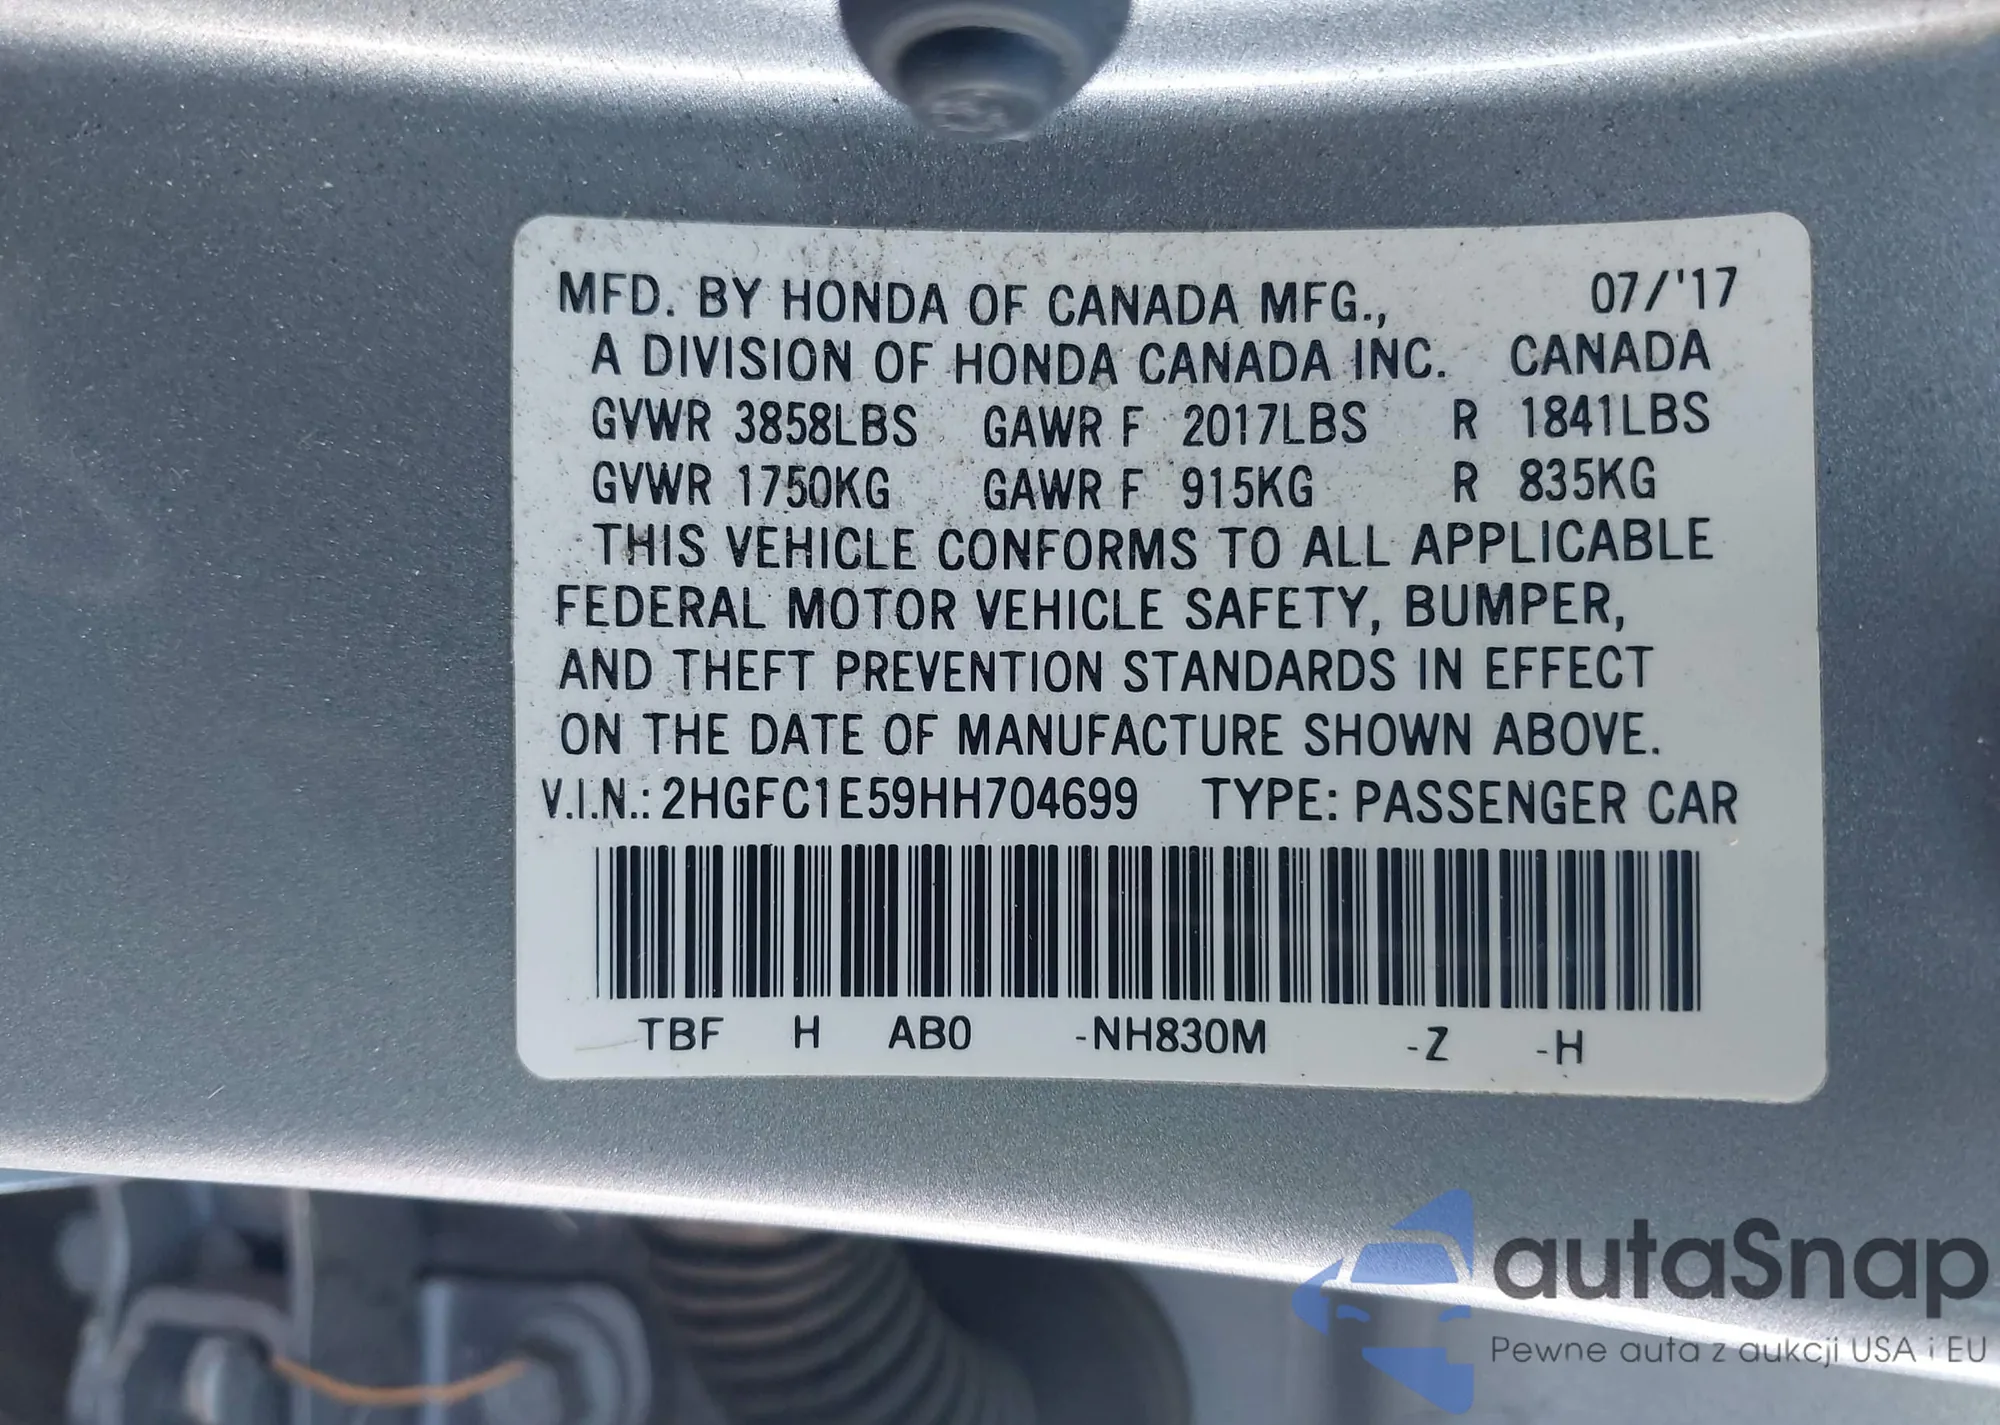 MFD. BY HONDA OF CANADA MFG., 07/'17
A DIVISION OF HONDA CANADA INC. CANADA
GVWR 3858LBS GAWR F 2017LBS R 1841LBS
GVWR 1750KG GAWR F 915KG R 835KG
THIS VEHICLE CONFORMS TO ALL APPLICABLE
FEDERAL MOTOR VEHICLE SAFETY, BUMPER,
AND THEFT PREVENTION STANDARDS IN EFFECT
ON THE DATE OF MANUFACTURE SHOWN ABOVE.
V.I.N.: 2HGFC1E59HH704699 TYPE: PASSENGER CAR
TBF H AB0 -NH830M -Z -H
autaSnap
Pewne auta z aukcji USA i EU